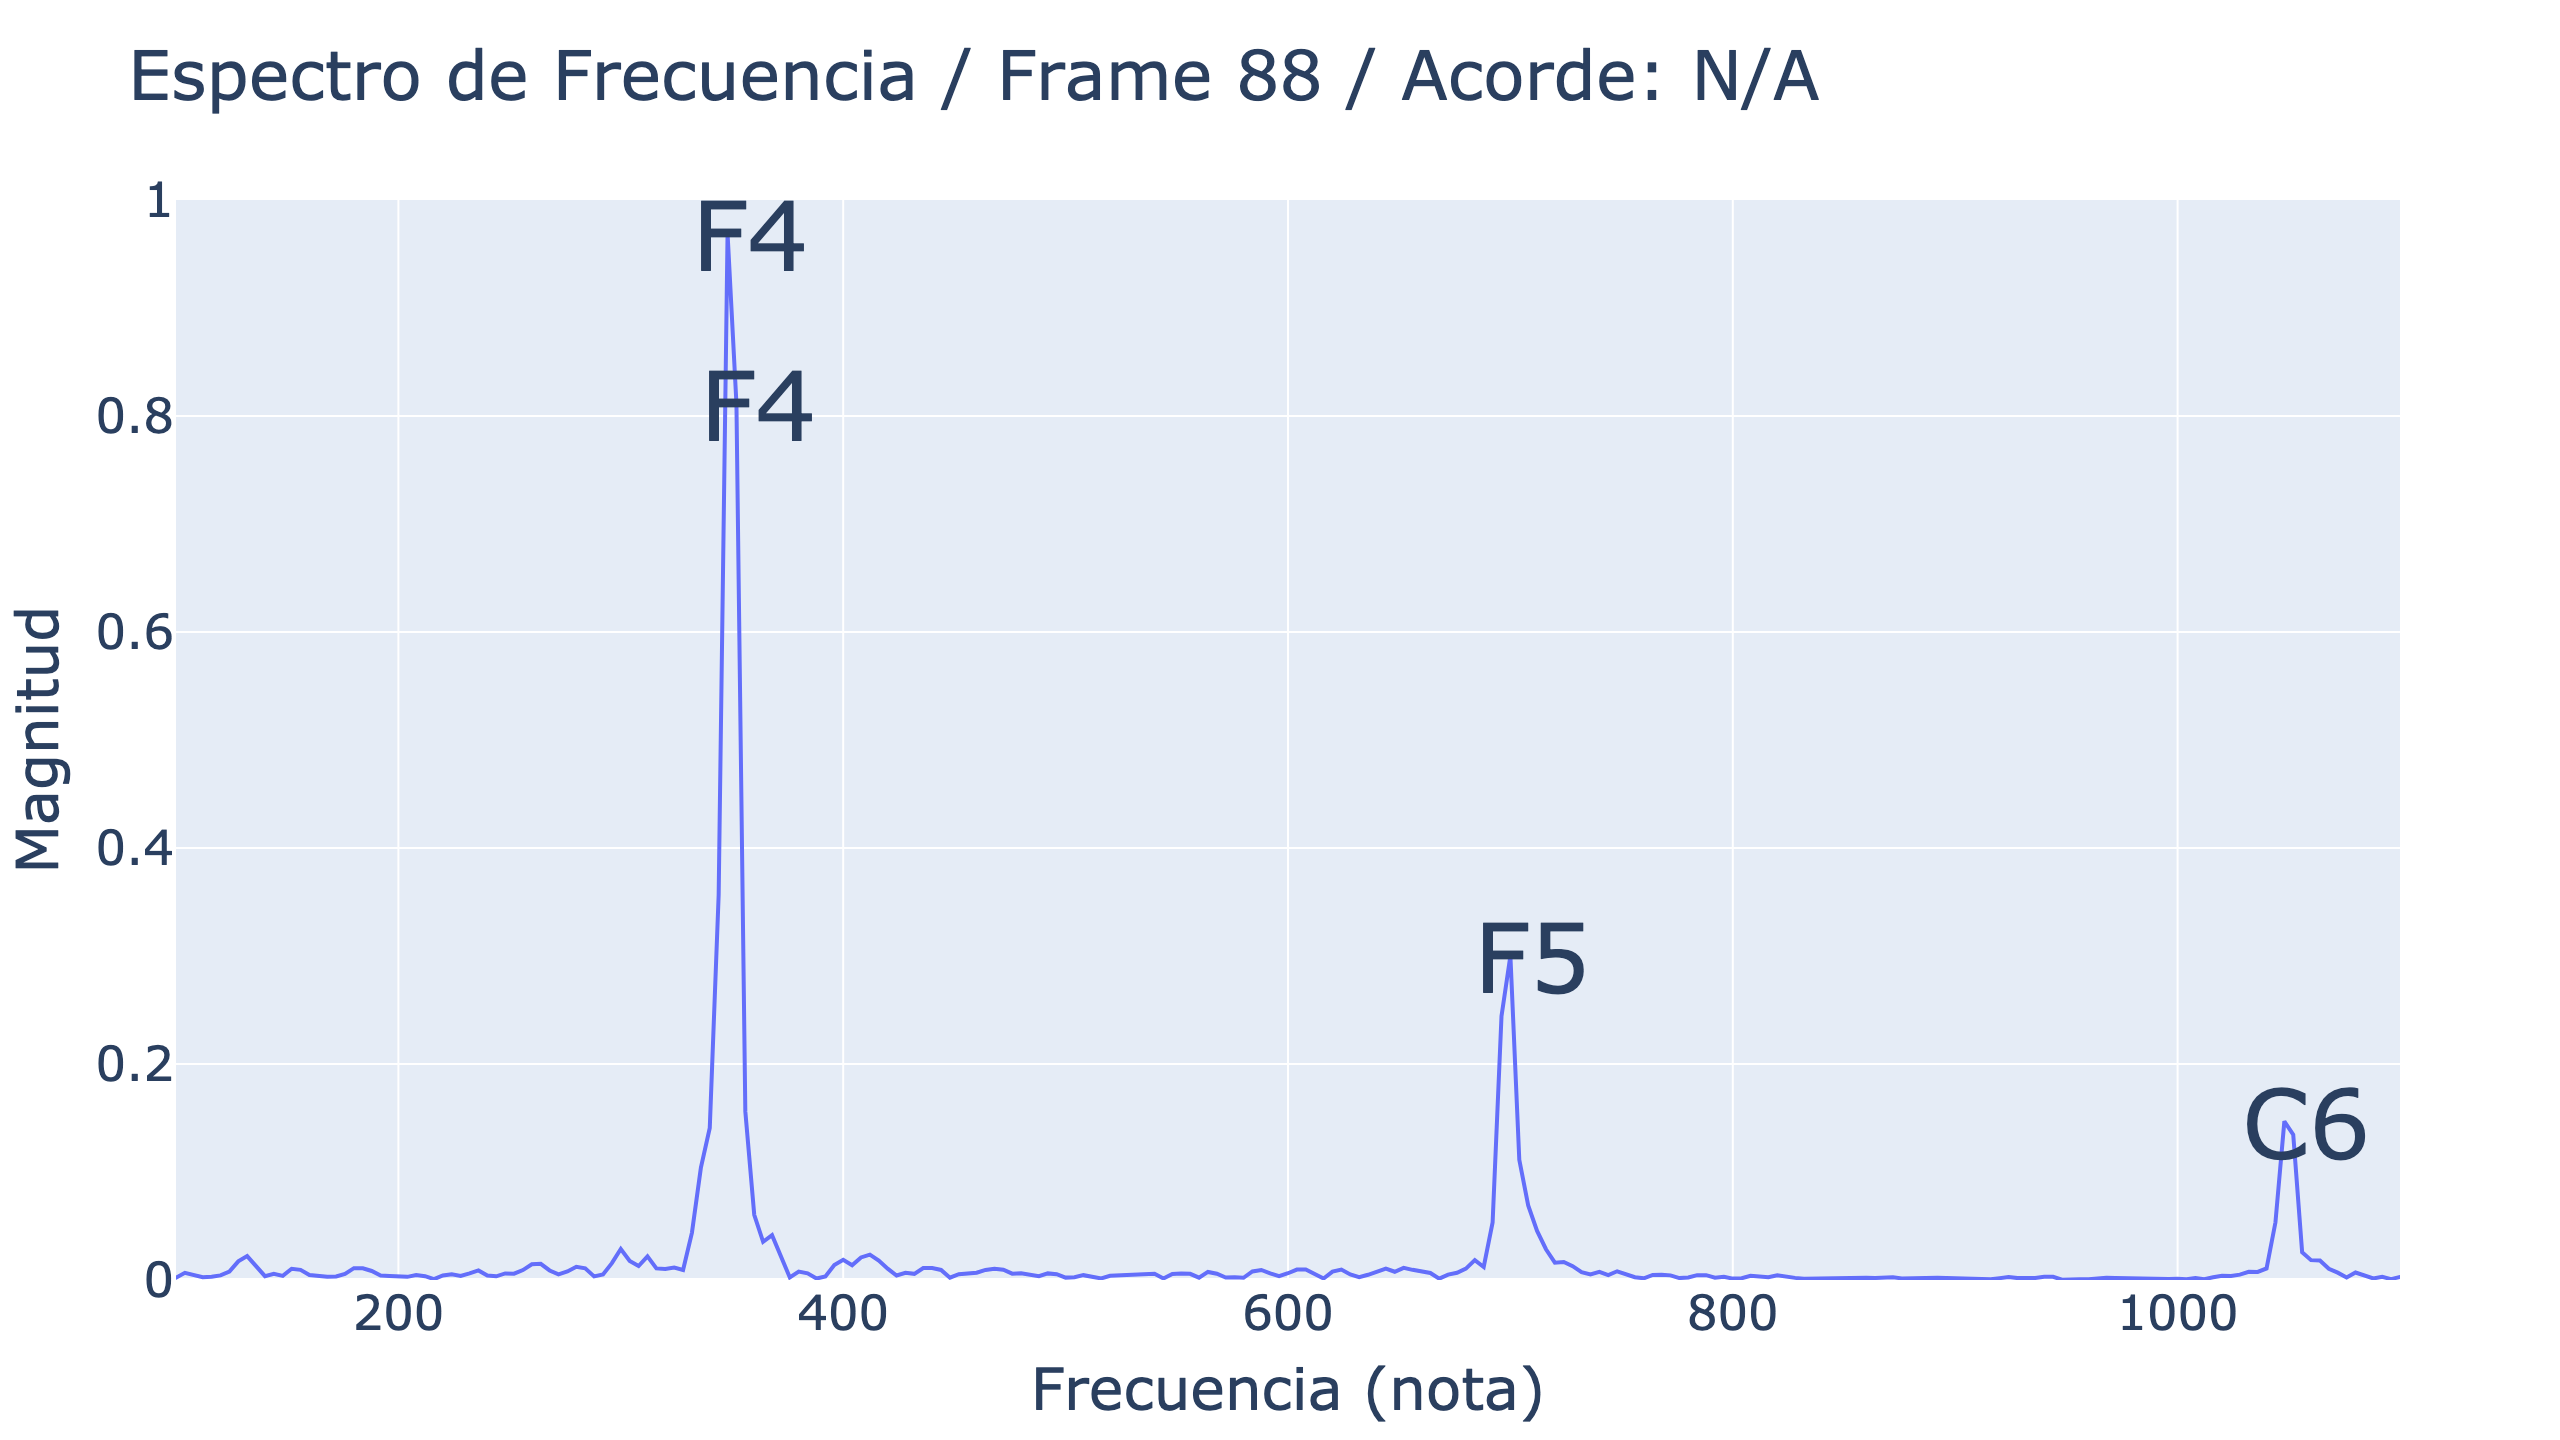 Espectro de Frecuencia / Frame 88 / Acorde: N/A
1
0.8
0.6
0.4
0.2
0
Magnitud
F4
F4
F5
C6
200 400 600 800 1000
Frecuencia (nota)